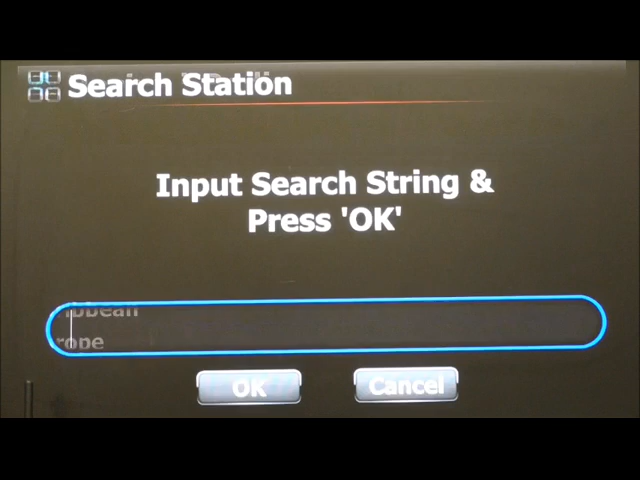 Search Station
Input Search String &
Press 'OK'
OK
Cancel